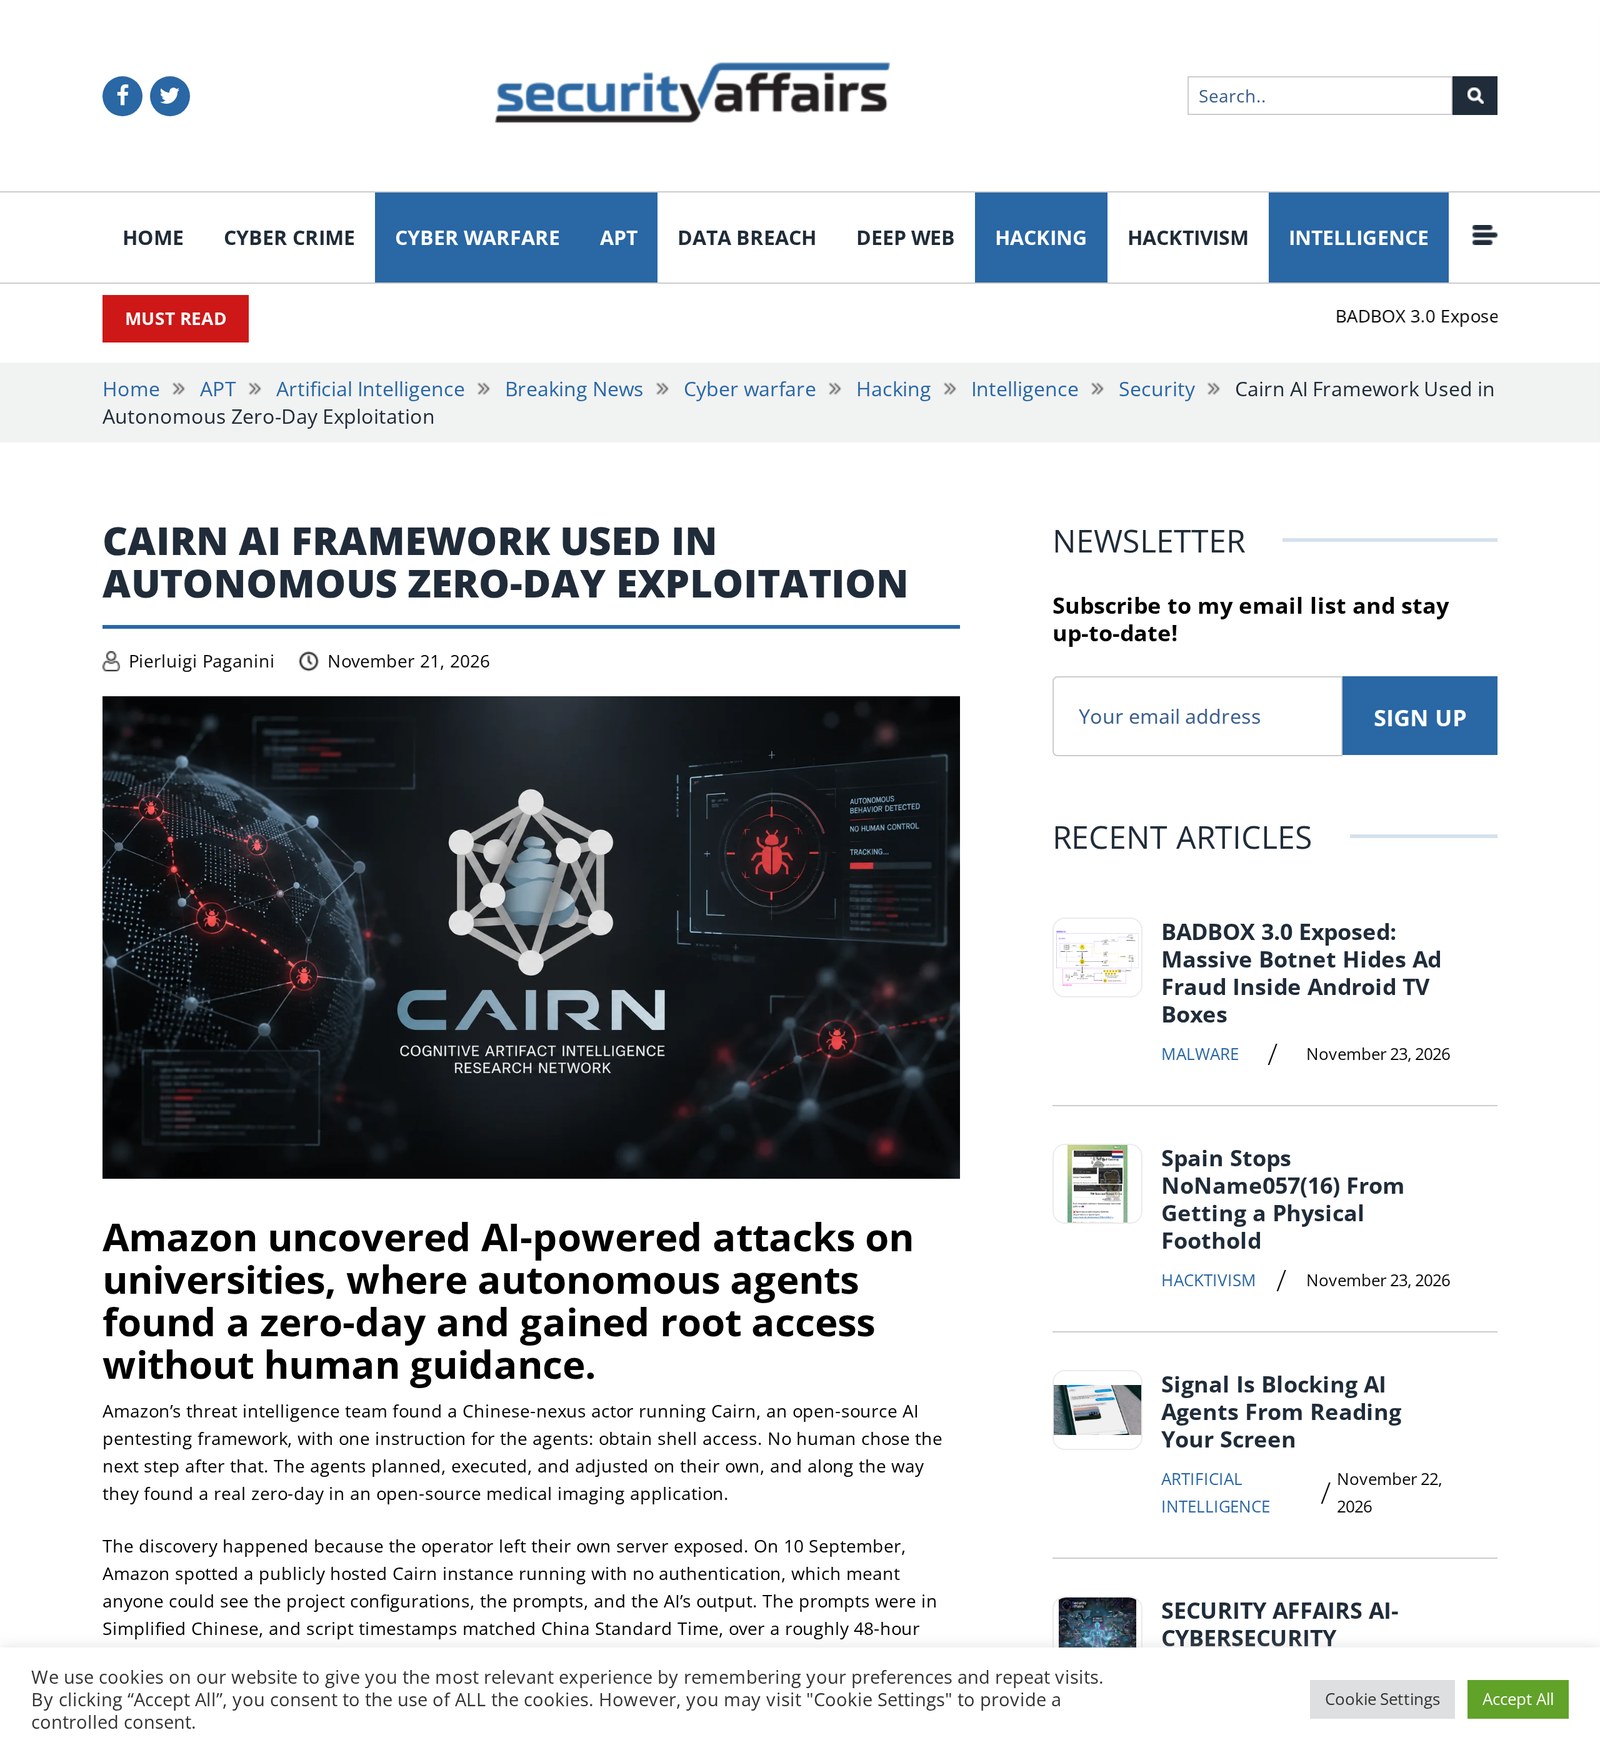 securityaffairs
Search..
HOME
CYBER CRIME
CYBER WARFARE
APT
DATA BREACH
DEEP WEB
HACKING
HACKTIVISM
INTELLIGENCE
MUST READ
BADBOX 3.0 Expose
Home » APT » Artificial Intelligence » Breaking News » Cyber warfare » Hacking » Intelligence » Security » Cairn AI Framework Used in
Autonomous Zero-Day Exploitation
CAIRN AI FRAMEWORK USED IN
AUTONOMOUS ZERO-DAY EXPLOITATION
Pierluigi Paganini
November 21, 2026
AUTONOMOUS
BEHAVIOR DETECTED
NO HUMAN CONTROL
TRACKING...
CAIRN
COGNITIVE ARTIFACT INTELLIGENCE
RESEARCH NETWORK
Amazon uncovered AI-powered attacks on
universities, where autonomous agents
found a zero-day and gained root access
without human guidance.
Amazon’s threat intelligence team found a Chinese-nexus actor running Cairn, an open-source AI
pentesting framework, with one instruction for the agents: obtain shell access. No human chose the
next step after that. The agents planned, executed, and adjusted on their own, and along the way
they found a real zero-day in an open-source medical imaging application.
The discovery happened because the operator left their own server exposed. On 10 September,
Amazon spotted a publicly hosted Cairn instance running with no authentication, which meant
anyone could see the project configurations, the prompts, and the AI’s output. The prompts were in
Simplified Chinese, and script timestamps matched China Standard Time, over a roughly 48-hour
NEWSLETTER
Subscribe to my email list and stay
up-to-date!
Your email address
SIGN UP
RECENT ARTICLES
BADBOX 3.0 Exposed:
Massive Botnet Hides Ad
Fraud Inside Android TV
Boxes
MALWARE / November 23, 2026
Spain Stops
NoName057(16) From
Getting a Physical
Foothold
HACKTIVISM / November 23, 2026
Signal Is Blocking AI
Agents From Reading
Your Screen
ARTIFICIAL
INTELLIGENCE
/
November 22,
2026
SECURITY AFFAIRS AI-
CYBERSECURITY
We use cookies on our website to give you the most relevant experience by remembering your preferences and repeat visits.
By clicking “Accept All”, you consent to the use of ALL the cookies. However, you may visit "Cookie Settings" to provide a
controlled consent.
Cookie Settings
Accept All